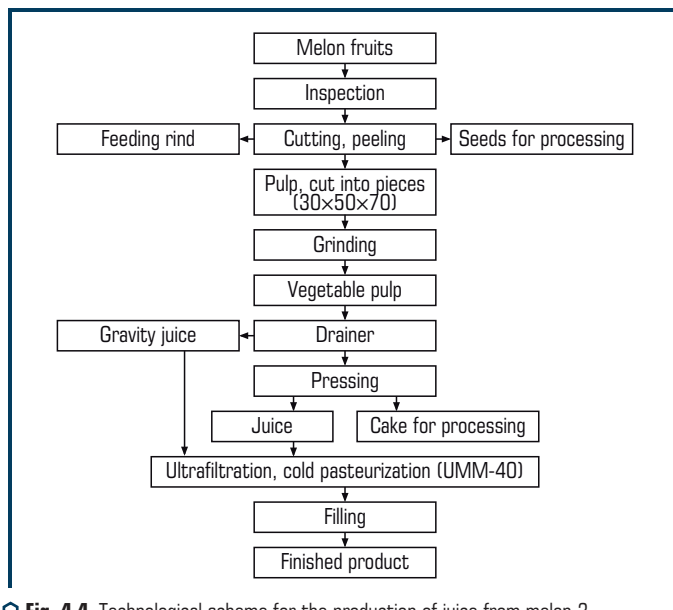 Melon fruits
Inspection
Feeding rind
Cutting, peeling
Seeds for processing
Pulp, cut into pieces
(30×50×70)
Grinding
Vegetable pulp
Gravity juice
Drainer
Pressing
Juice
Cake for processing
Ultrafiltration, cold pasteurization (UMM-40)
Filling
Finished product
Fig. 4.4 Technological scheme for the production of juice from melon-2